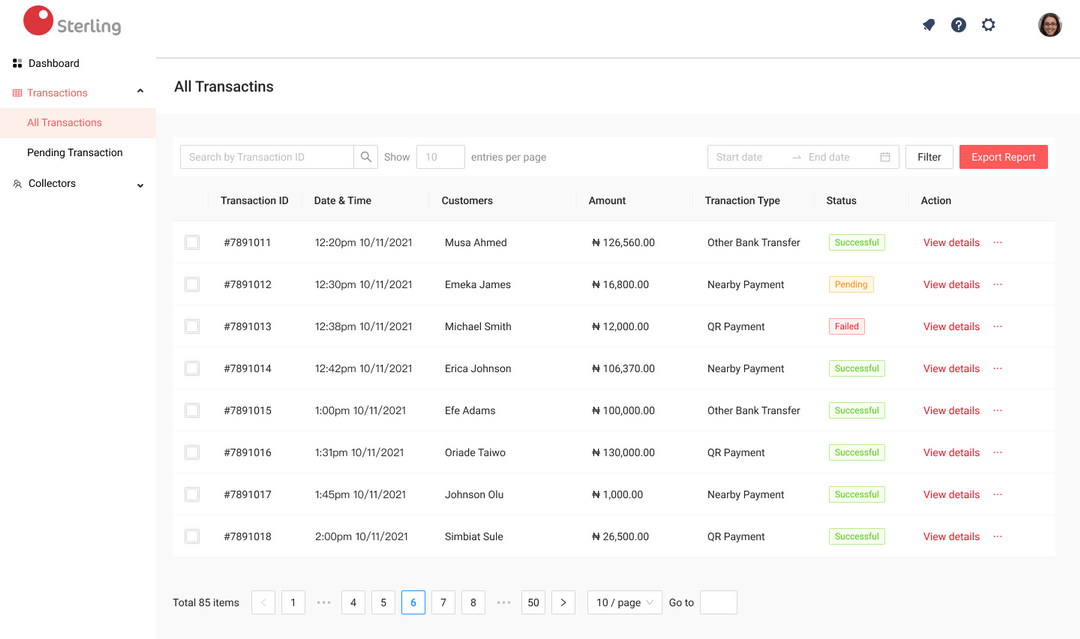 Sterling
Dashboard
Transactions
All Transactions
Pending Transaction
Collectors
All Transactins
Search by Transaction ID Show 10 entries per page Start date → End date Filter Export Report
Transaction ID Date & Time Customers Amount Tranaction Type Status Action
#7891011 12:20pm 10/11/2021 Musa Ahmed ₦ 126,560.00 Other Bank Transfer Successful View details ···
#7891012 12:30pm 10/11/2021 Emeka James ₦ 16,800.00 Nearby Payment Pending View details ···
#7891013 12:38pm 10/11/2021 Michael Smith ₦ 12,000.00 QR Payment Failed View details ···
#7891014 12:42pm 10/11/2021 Erica Johnson ₦ 106,370.00 Nearby Payment Successful View details ···
#7891015 1:00pm 10/11/2021 Efe Adams ₦ 100,000.00 Other Bank Transfer Successful View details ···
#7891016 1:31pm 10/11/2021 Oriade Taiwo ₦ 130,000.00 QR Payment Successful View details ···
#7891017 1:45pm 10/11/2021 Johnson Olu ₦ 1,000.00 Nearby Payment Successful View details ···
#7891018 2:00pm 10/11/2021 Simbiat Sule ₦ 26,500.00 QR Payment Successful View details ···
Total 85 items < 1 ··· 4 5 6 7 8 ··· 50 > 10 / page Go to